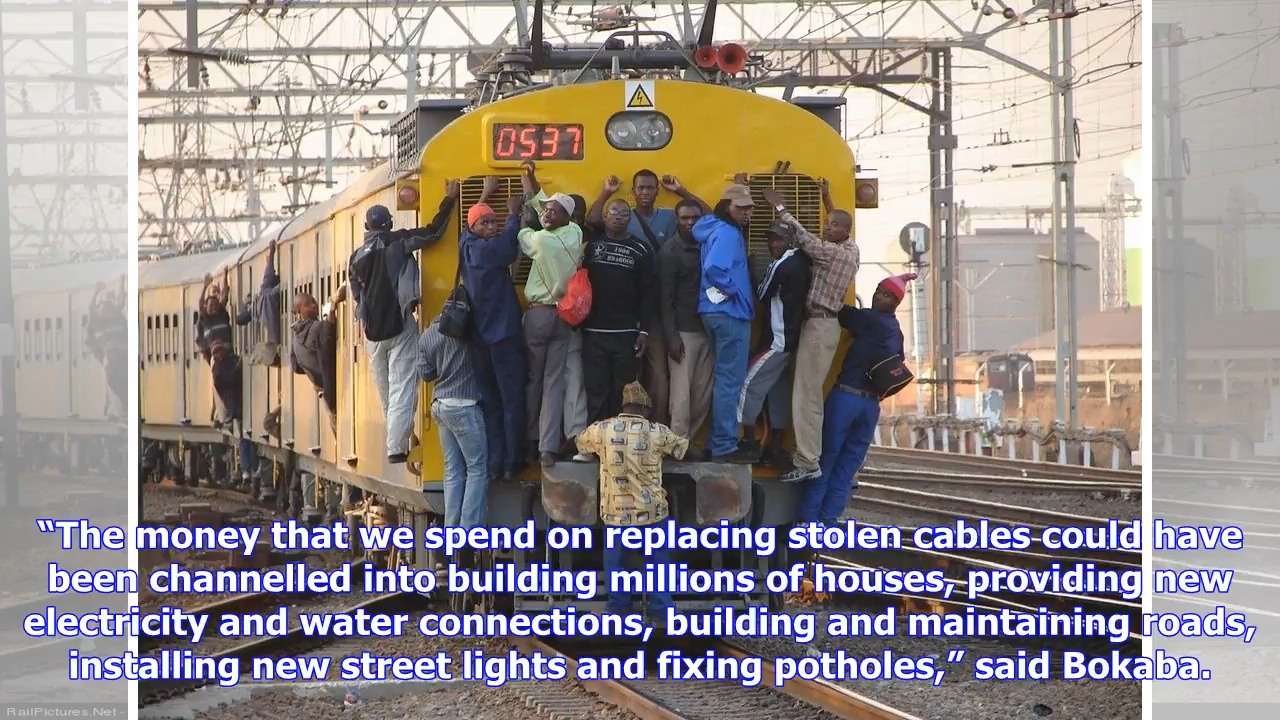 0537
1906
8946000
“The money that we spend on replacing stolen cables could have
been channelled into building millions of houses, providing new
electricity and water connections, building and maintaining roads,
installing new street lights and fixing potholes,” said Bokaba.
RailPictures.Net -